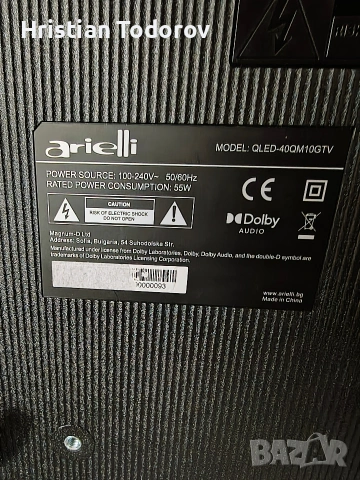 Hristian Todorov
arielli
MODEL: QLED-40QM10GTV
POWER SOURCE: 100-240V~ 50/60Hz
RATED POWER CONSUMPTION: 55W
CAUTION
RISK OF ELECTRIC SHOCK
DO NOT OPEN
CE
Dolby
AUDIO
Magnum-D Ltd
Address: Sofia, Bulgaria, 54 Suhodolska Str.
Manufactured under license from Dolby Laboratories, Dolby, Dolby Audio, and the double-D symbol are
trademarks of Dolby Laboratories Licensing Corporation.
0000093
www.arielli.bg
Made in China
BAZAR